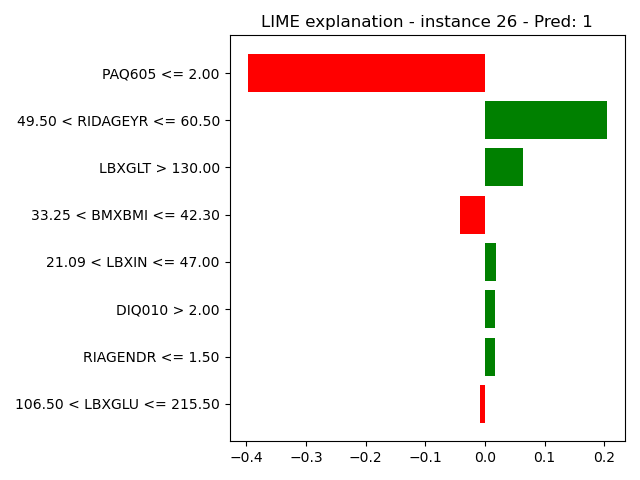 LIME explanation - instance 26 - Pred: 1
PAQ605 <= 2.00
49.50 < RIDAGEYR <= 60.50
LBXGLT > 130.00
33.25 < BMXBMI <= 42.30
21.09 < LBXIN <= 47.00
DIQ010 > 2.00
RIAGENDR <= 1.50
106.50 < LBXGLU <= 215.50
−0.4 −0.3 −0.2 −0.1 0.0 0.1 0.2